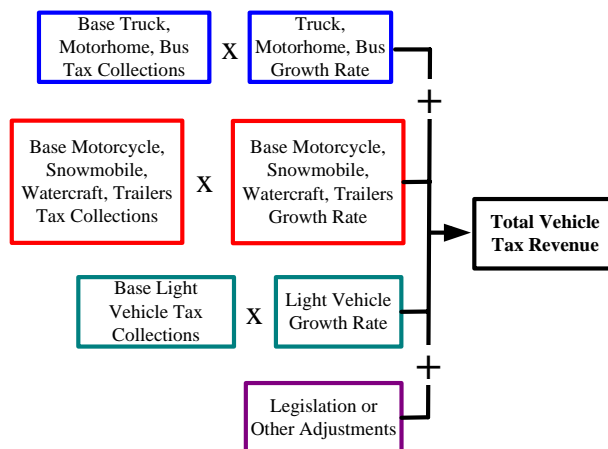 Base Truck,
Motorhome, Bus
Tax Collections
x
Truck,
Motorhome, Bus
Growth Rate
+
Base Motorcycle,
Snowmobile,
Watercraft, Trailers
Tax Collections
x
Base Motorcycle,
Snowmobile,
Watercraft, Trailers
Growth Rate
Total Vehicle
Tax Revenue
Base Light
Vehicle Tax
Collections
x
Light Vehicle
Growth Rate
+
Legislation or
Other Adjustments